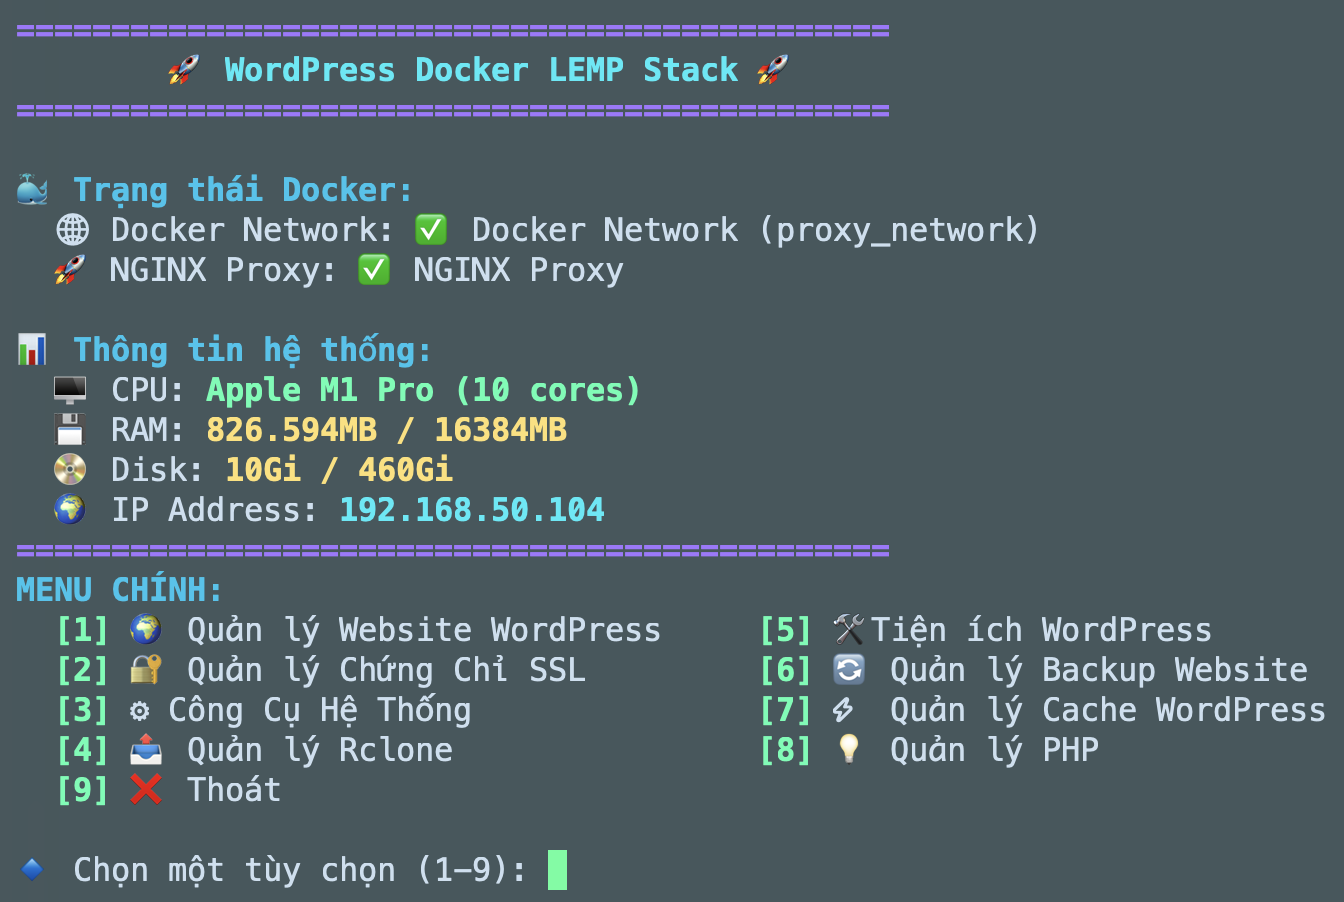 ==============================================
🚀 WordPress Docker LEMP Stack 🚀
==============================================
🐳 Trạng thái Docker:
🌐 Docker Network: ✅ Docker Network (proxy_network)
🚀 NGINX Proxy: ✅ NGINX Proxy
📊 Thông tin hệ thống:
🖥️ CPU: Apple M1 Pro (10 cores)
💾 RAM: 826.594MB / 16384MB
📀 Disk: 10Gi / 460Gi
🌍 IP Address: 192.168.50.104
==============================================
MENU CHÍNH:
[1] 🌍 Quản lý Website WordPress [5] 🛠️Tiện ích WordPress
[2] 🔐 Quản lý Chứng Chỉ SSL [6] 🔄 Quản lý Backup Website
[3] ⚙️ Công Cụ Hệ Thống [7] ⚡ Quản lý Cache WordPress
[4] 📤 Quản lý Rclone [8] 💡 Quản lý PHP
[9] ❌ Thoát
🔹 Chọn một tùy chọn (1-9):